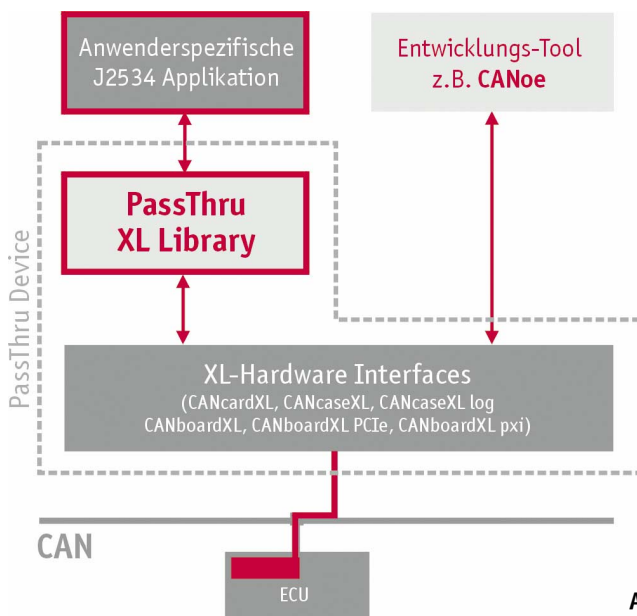 Anwenderspezifische
J2534 Applikation
Entwicklungs-Tool
z.B. CANoe
PassThru Device
PassThru
XL Library
XL-Hardware Interfaces
(CANcardXL, CANcaseXL, CANcaseXL log
CANboardXL, CANboardXL PCIe, CANboardXL pxi)
CAN
ECU
A